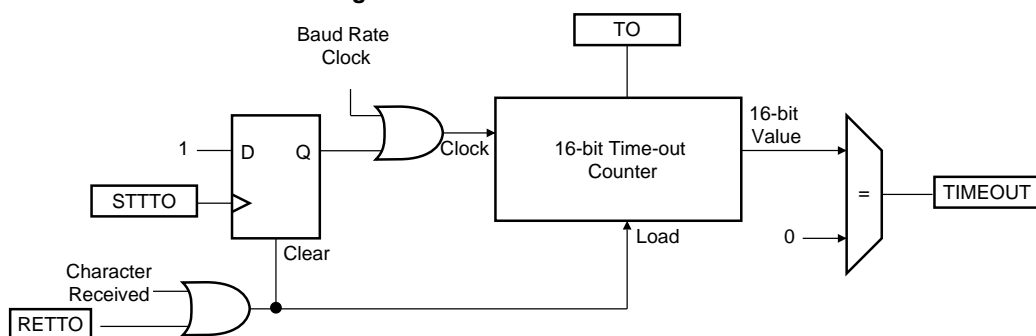 g
Baud Rate
Clock
TO
1
D
Q
Clock
16-bit Time-out
Counter
16-bit
Value
=
TIMEOUT
STTTO
Clear
Load
0
Character
Received
RETTO